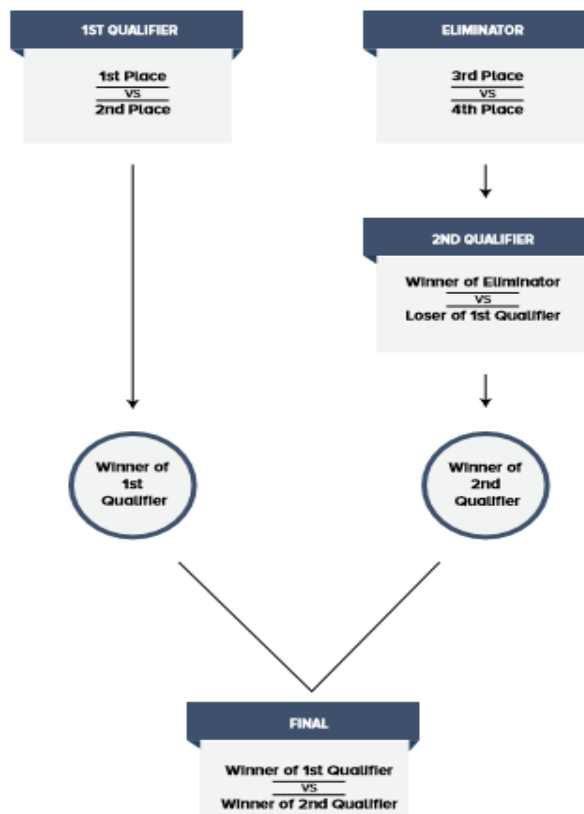 1ST QUALIFIER
1st Place
VS
2nd Place
ELIMINATOR
3rd Place
VS
4th Place
2ND QUALIFIER
Winner of Eliminator
VS
Loser of 1st Qualifier
Winner of
1st
Qualifier
Winner of
2nd
Qualifier
FINAL
Winner of 1st Qualifier
VS
Winner of 2nd Qualifier